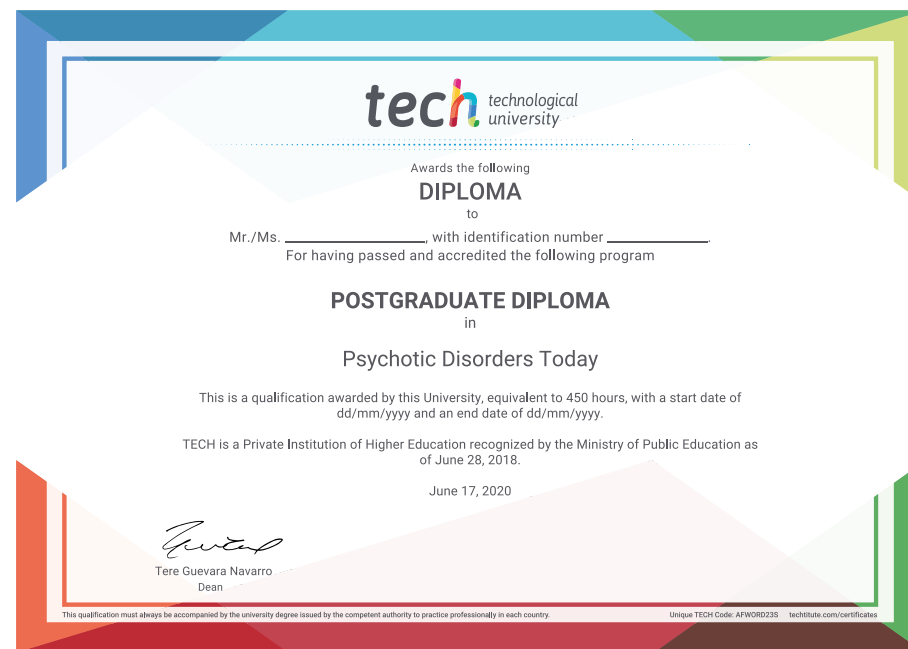 tech technological
university
Awards the following
DIPLOMA
to
Mr./Ms. ____________________, with identification number ______________.
For having passed and accredited the following program
POSTGRADUATE DIPLOMA
in
Psychotic Disorders Today
This is a qualification awarded by this University, equivalent to 450 hours, with a start date of
dd/mm/yyyy and an end date of dd/mm/yyyy.
TECH is a Private Institution of Higher Education recognized by the Ministry of Public Education as
of June 28, 2018.
June 17, 2020
Tere Guevara Navarro
Dean
This qualification must always be accompanied by the university degree issued by the competent authority to practice professionally in each country. Unique TECH Code: AFWORD23S techtitute.com/certificates